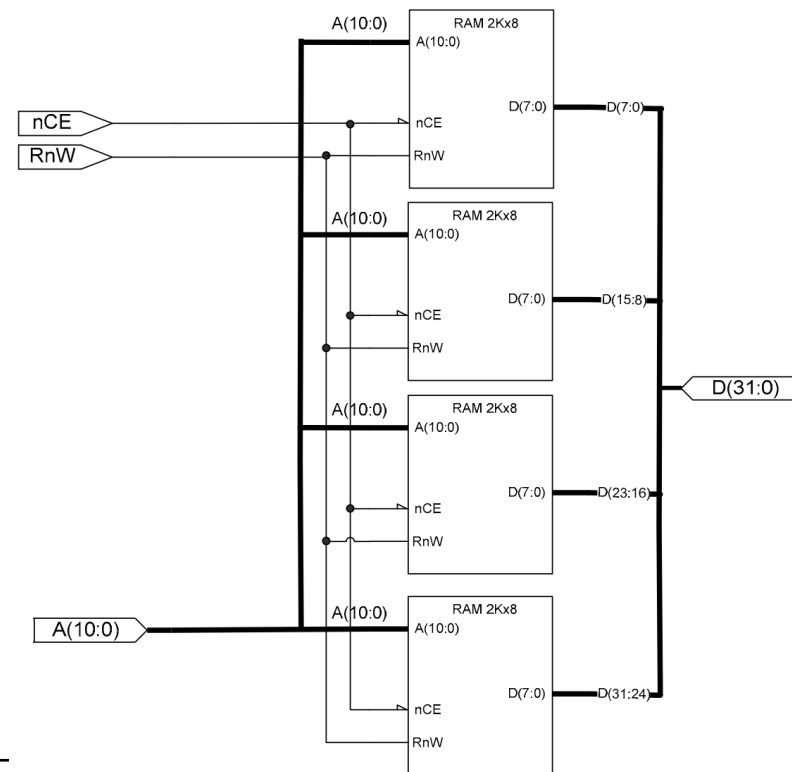 A(10:0)
RAM 2Kx8
A(10:0)
D(7:0)
D(7:0)
nCE
nCE
RnW
RnW
A(10:0)
RAM 2Kx8
A(10:0)
D(7:0)
D(15:8)
nCE
RnW
D(31:0)
A(10:0)
RAM 2Kx8
A(10:0)
D(7:0)
D(23:16)
nCE
RnW
A(10:0)
A(10:0)
RAM 2Kx8
A(10:0)
D(7:0)
D(31:24)
nCE
RnW